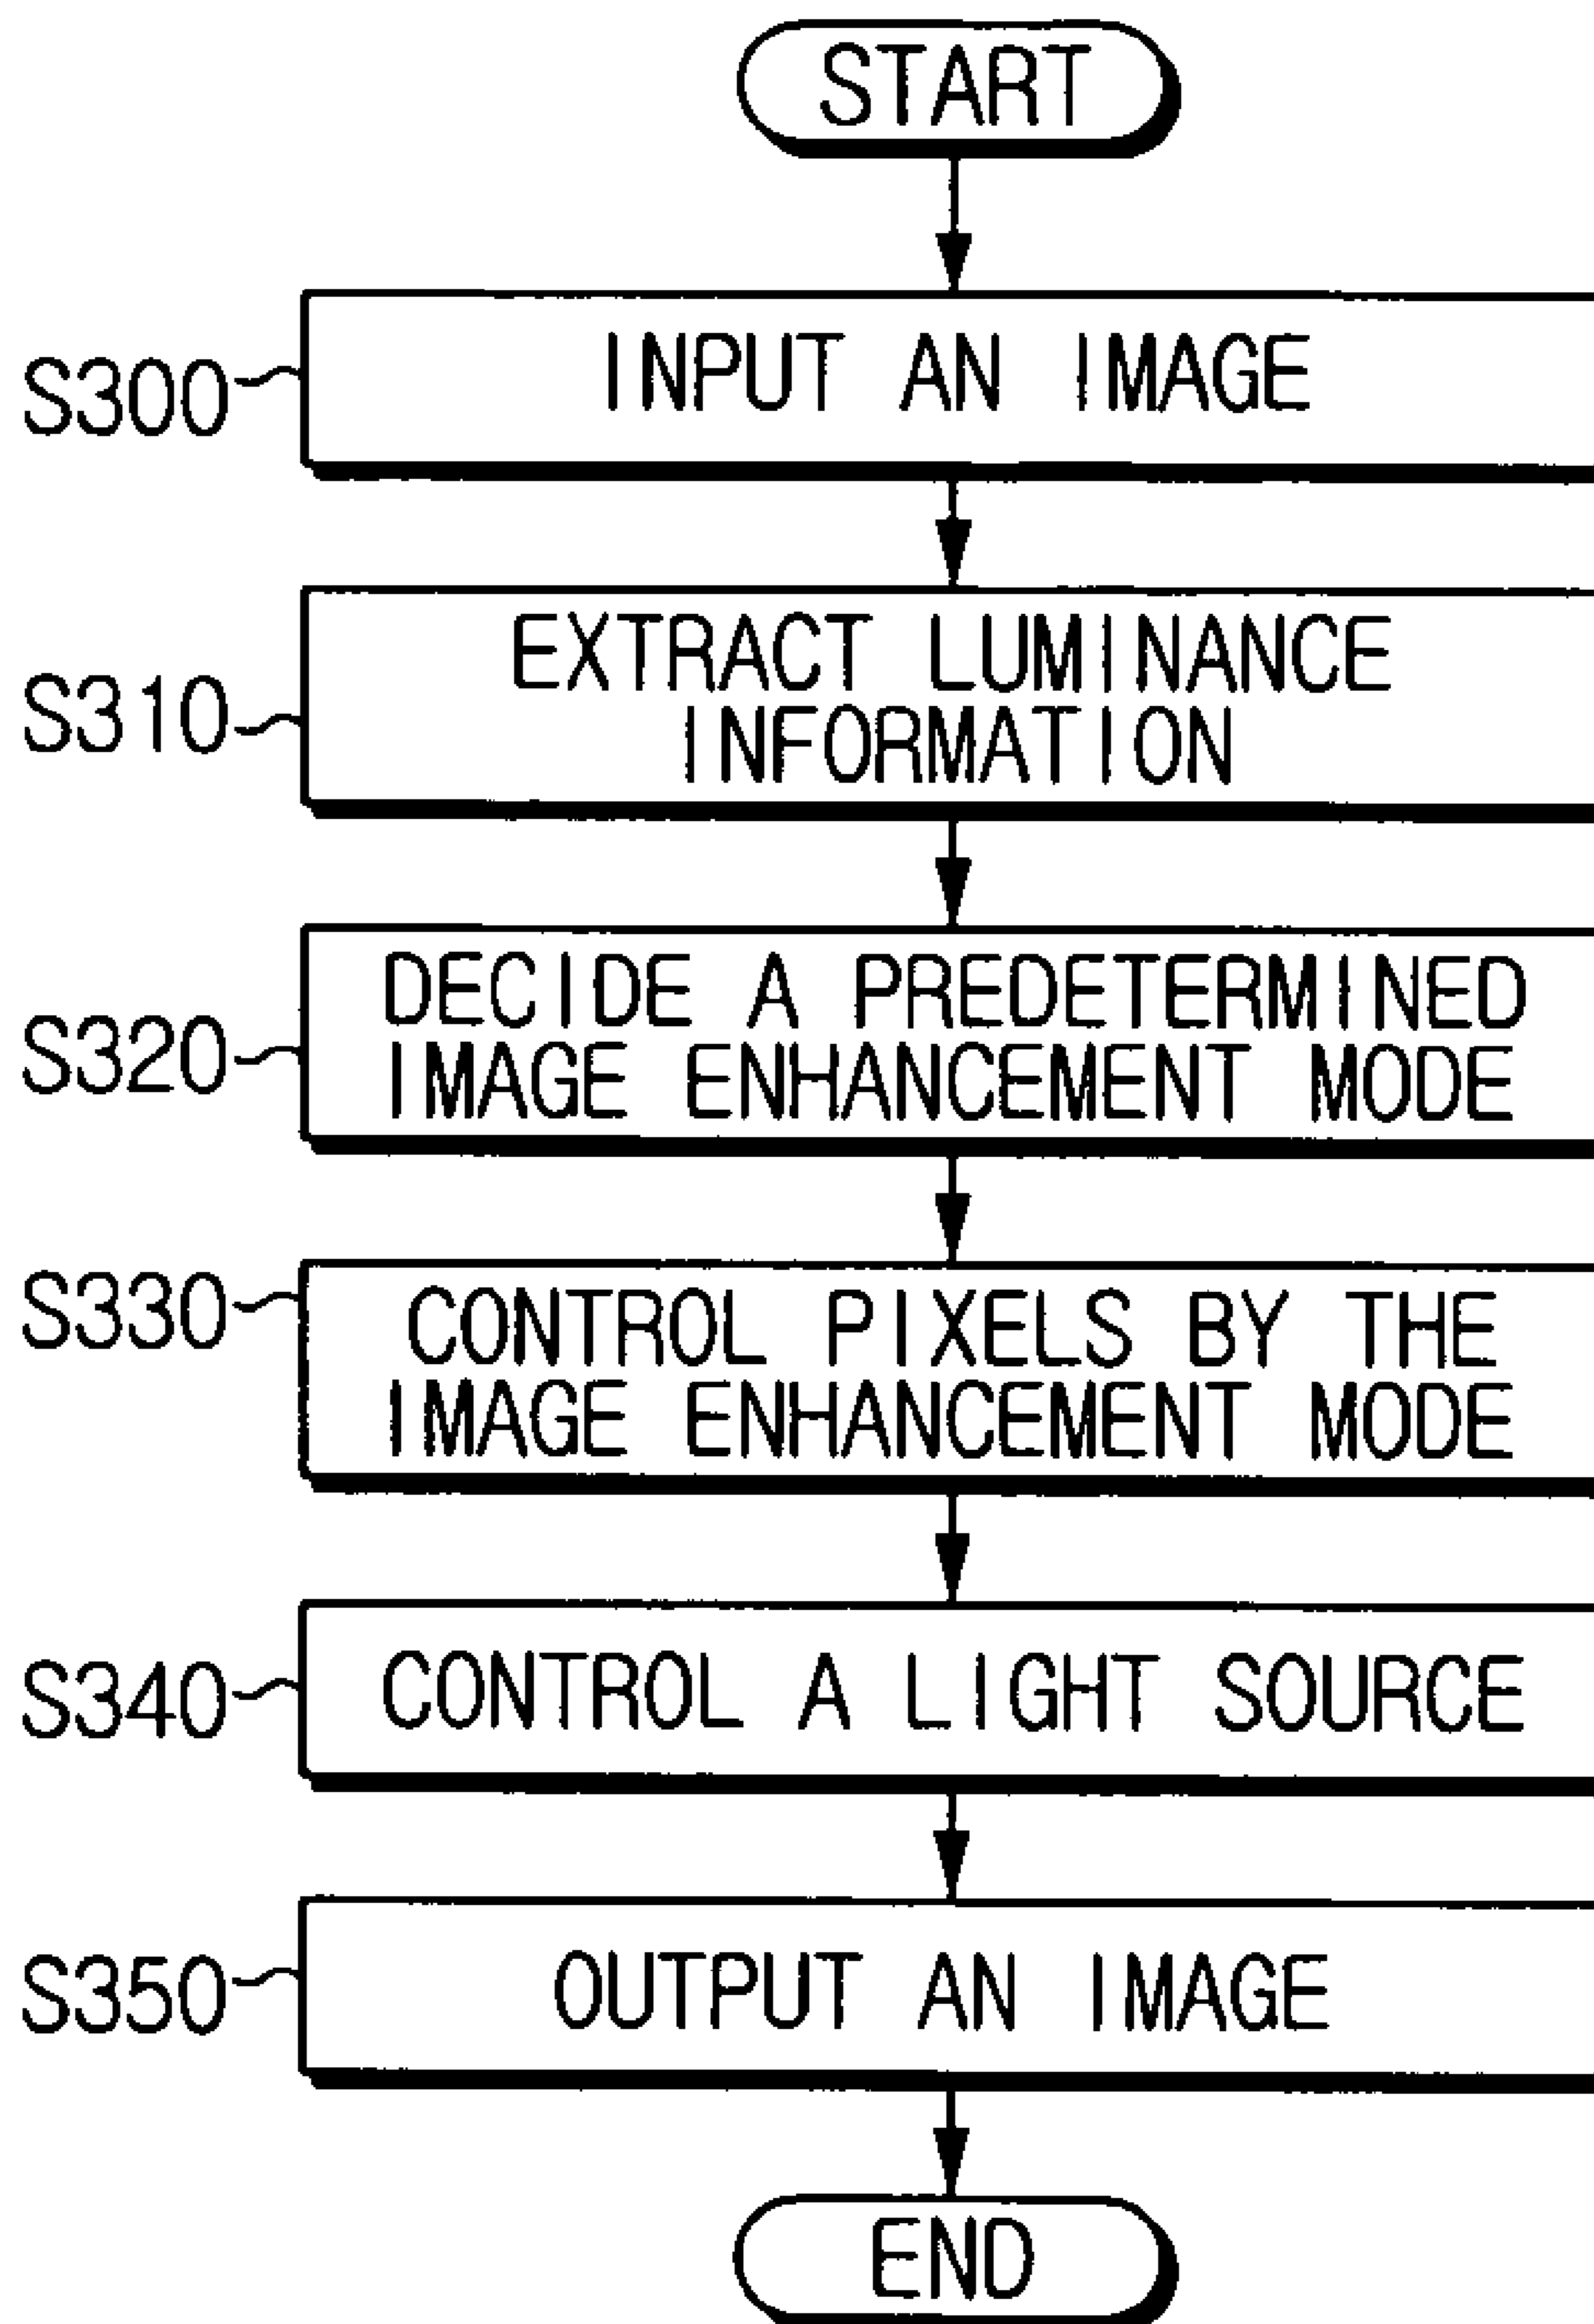 START
S300
INPUT AN IMAGE
S310
EXTRACT LUMINANCE
INFORMATION
S320
DECIDE A PREDETERMINED
IMAGE ENHANCEMENT MODE
S330
CONTROL PIXELS BY THE
IMAGE ENHANCEMENT MODE
S340
CONTROL A LIGHT SOURCE
S350
OUTPUT AN IMAGE
END